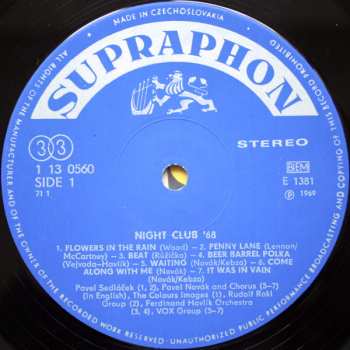 MADE IN CZECHOSLOVAKIA
ALL RIGHTS OF THE MANUFACTURER AND OF THE OWNER OF THE RECORDED WORK RESERVED · UNAUTHORIZED PUBLIC PERFORMANCE, BROADCASTING AND COPYING OF THIS RECORD PROHIBITED
SUPRAPHON
33
1 13 0560
SIDE 1
71 1
STEREO
BIEM
E 1381
Ⓟ 1969
NIGHT CLUB '68
1. FLOWERS IN THE RAIN (Wood) – 2. PENNY LANE (Lennon/
McCartney) – 3. BEAT (Růžička) – 4. BEER BARREL POLKA
(Vejvoda-Havlík) – 5. WAITING (Novák/Kebza) – 6. COME
ALONG WITH ME (Novák) – 7. IT WAS IN VAIN
(Novák/Kebza)
Pavel Sedláček (1, 2), Pavel Novák and Chorus (5-7)
(in English), The Colours Images (1), Rudolf Rokl
Group (2), Ferdinand Havlík Orchestra
(3, 4), VOX Group (5-7)